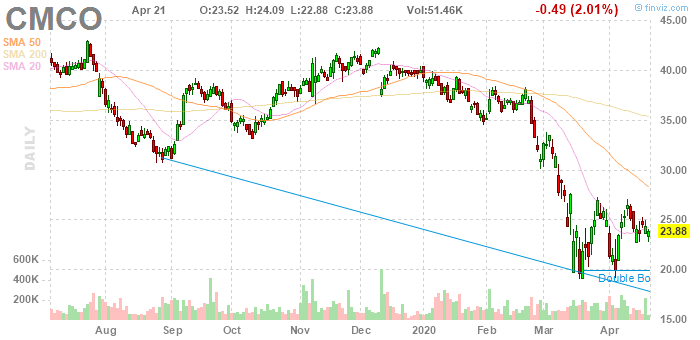 CMCO
Apr 21
O:23.52 H:24.09 L:22.88 C:23.88
Vol:51.46K
-0.49 (2.01%)
© finviz.com
SMA 50
SMA 200
SMA 20
DAILY
45.00
40.00
35.00
30.00
25.00
23.88
20.00
15.00
600K
400K
200K
Double Bo
Aug Sep Oct Nov Dec 2020 Feb Mar Apr